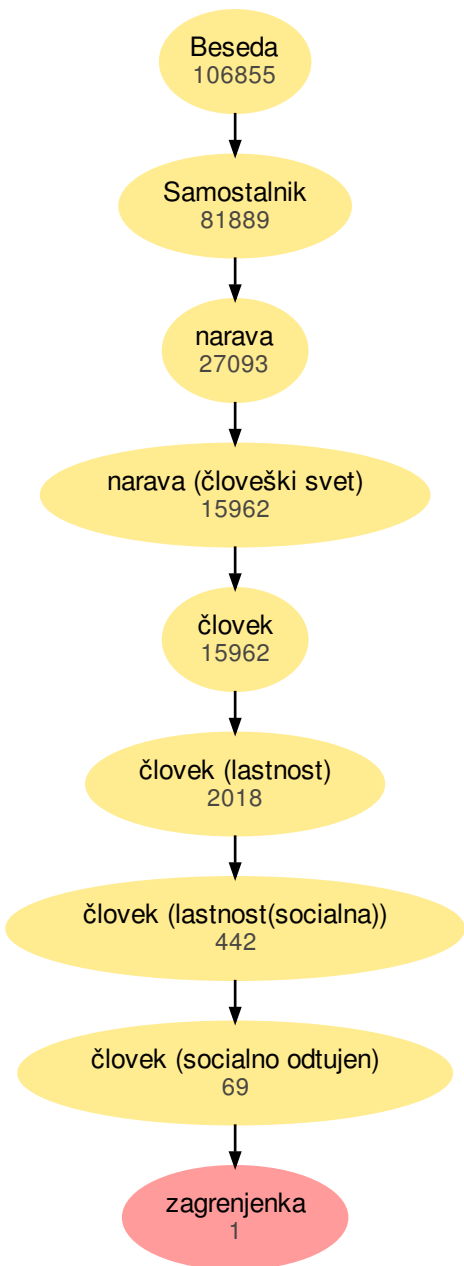 Beseda
106855
Samostalnik
81889
narava
27093
narava (človeški svet)
15962
človek
15962
človek (lastnost)
2018
človek (lastnost(socialna))
442
človek (socialno odtujen)
69
zagrenjenka
1